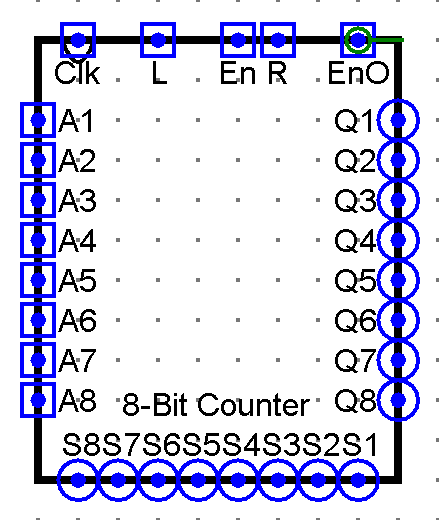 Clk L En R EnO
A1 Q1
A2 Q2
A3 Q3
A4 Q4
A5 Q5
A6 Q6
A7 Q7
A8 8-Bit Counter Q8
S8S7S6S5S4S3S2S1